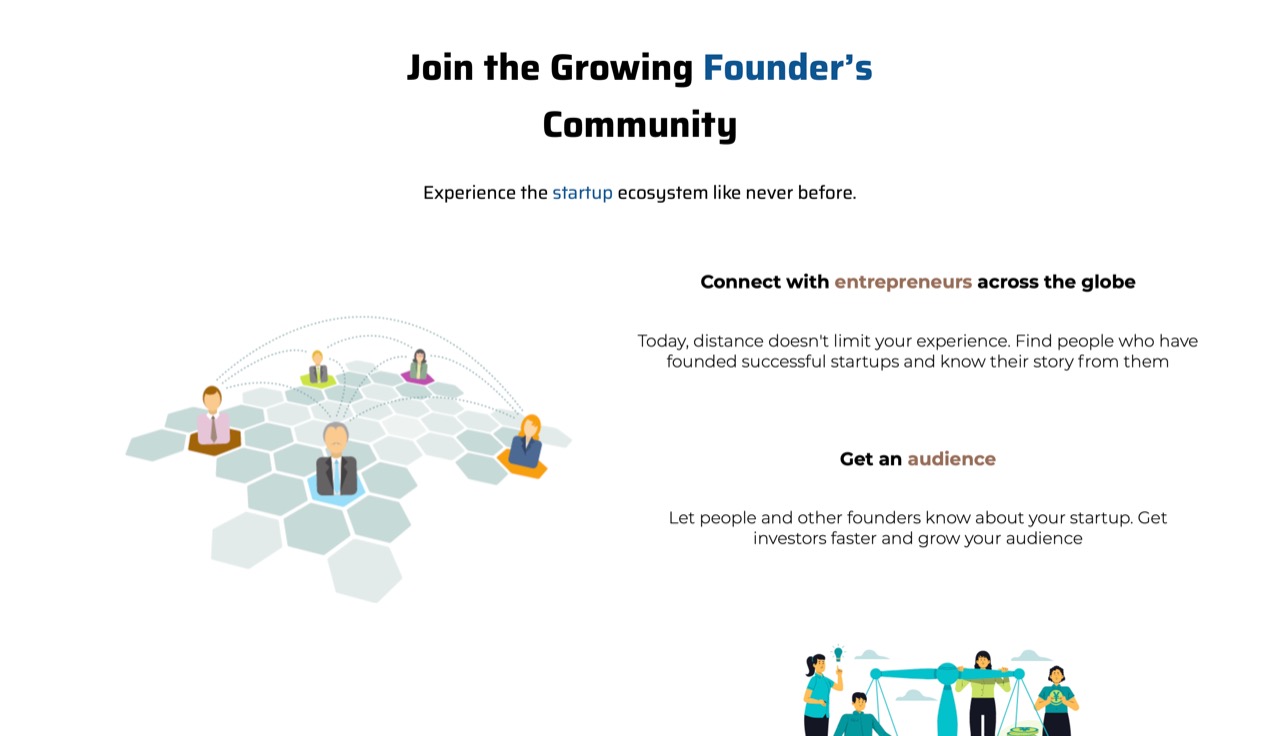 Join the Growing Founder’s
Community
Experience the startup ecosystem like never before.
Connect with entrepreneurs across the globe
Today, distance doesn't limit your experience. Find people who have
founded successful startups and know their story from them
Get an audience
Let people and other founders know about your startup. Get
investors faster and grow your audience